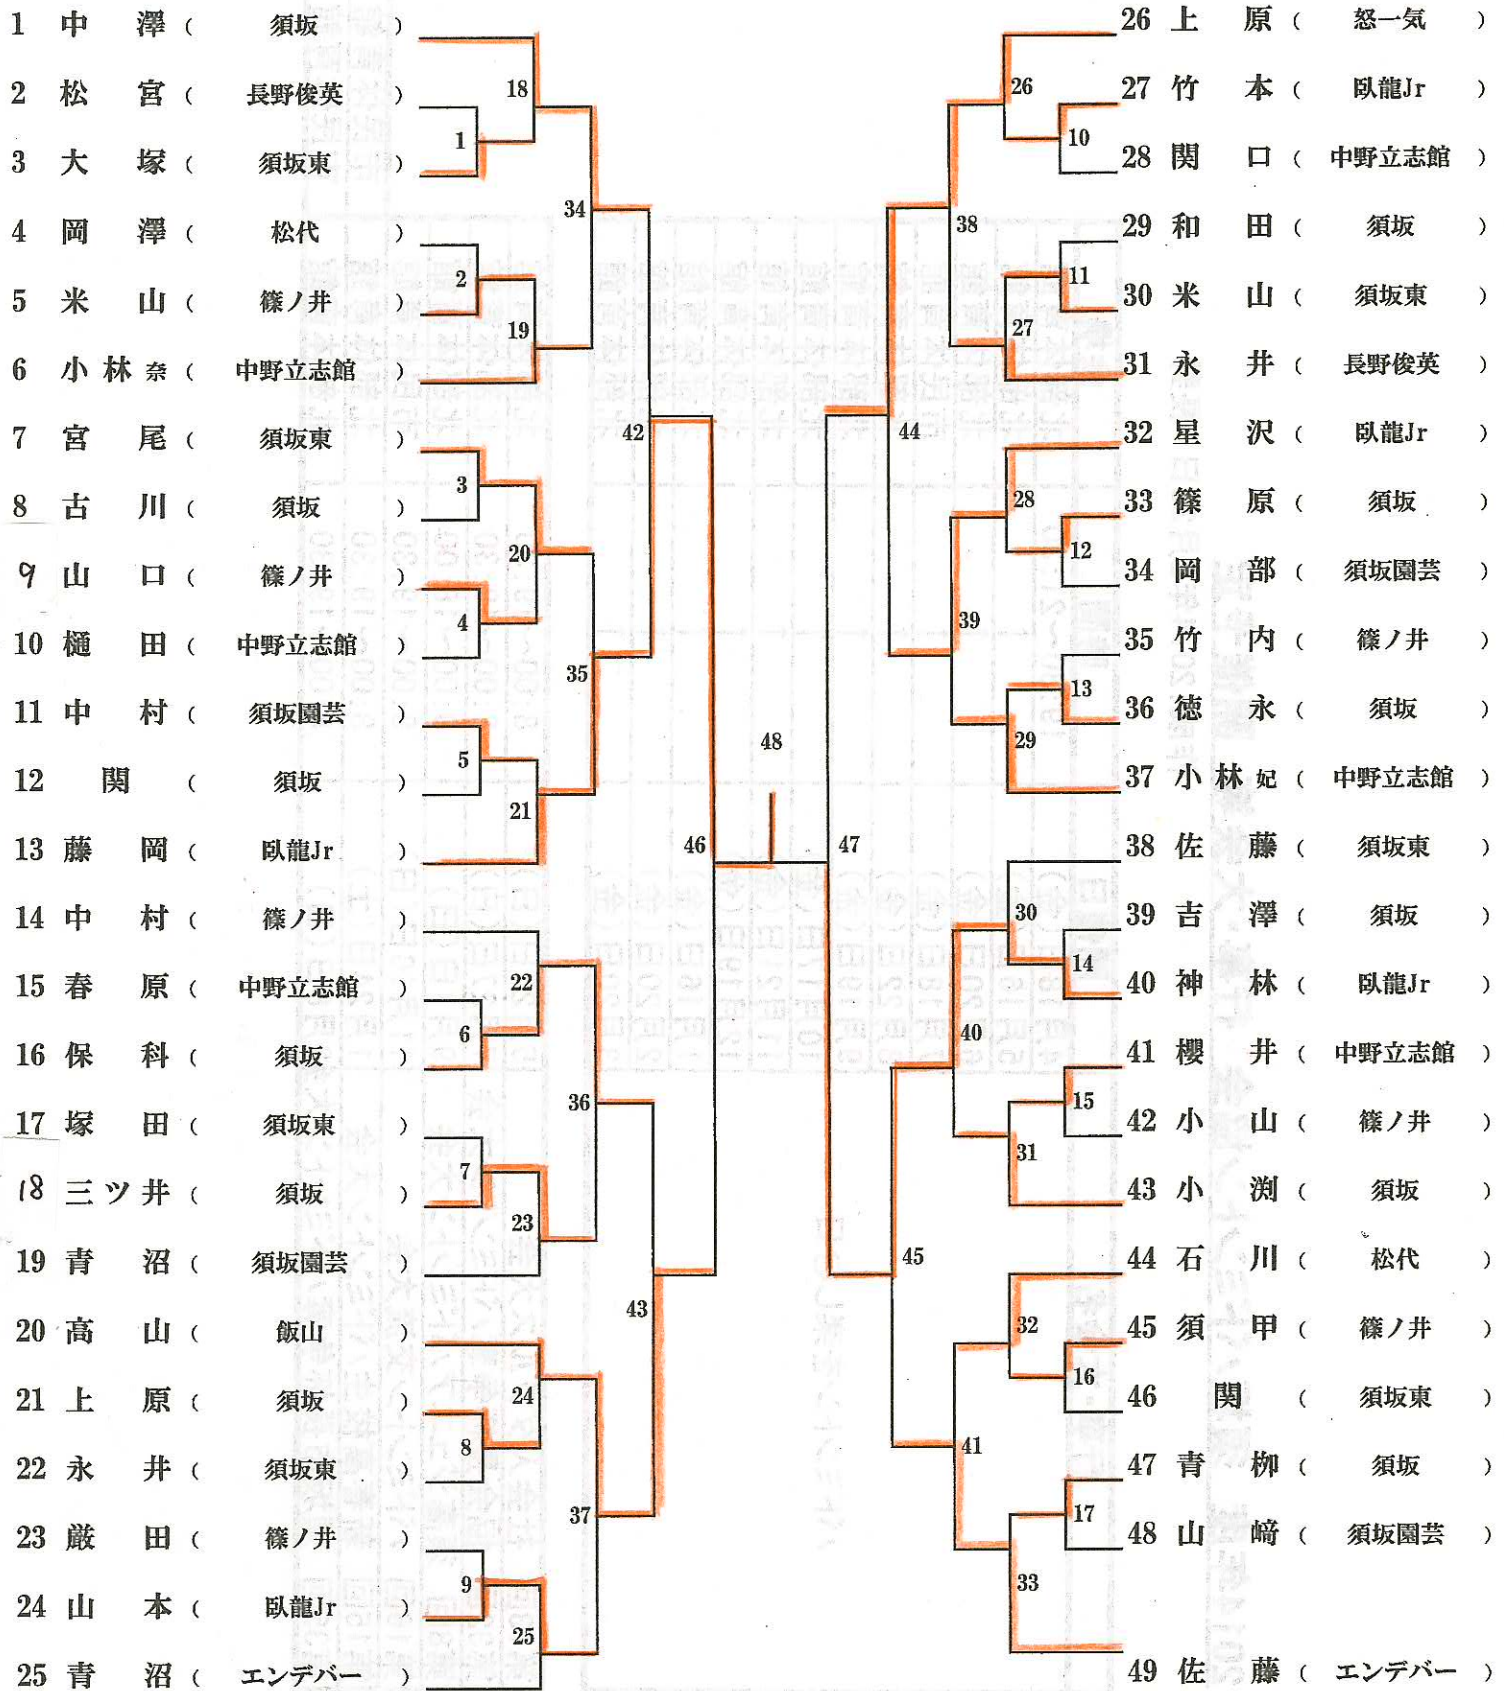 1 中澤（ 須坂 ）
2 松宮（ 長野俊英 ）
3 大塚（ 須坂東 ）
4 岡澤（ 松代 ）
5 米山（ 篠ノ井 ）
6 小林奈（ 中野立志館 ）
7 宮尾（ 須坂東 ）
8 古川（ 須坂 ）
9 山口（ 篠ノ井 ）
10 樋田（ 中野立志館 ）
11 中村（ 須坂園芸 ）
12 関（ 須坂 ）
13 藤岡（ 臥龍Jr ）
14 中村（ 篠ノ井 ）
15 春原（ 中野立志館 ）
16 保科（ 須坂 ）
17 塚田（ 須坂東 ）
18 三ツ井（ 須坂 ）
19 青沼（ 須坂園芸 ）
20 高山（ 飯山 ）
21 上原（ 須坂 ）
22 永井（ 須坂東 ）
23 厳田（ 篠ノ井 ）
24 山本（ 臥龍Jr ）
25 青沼（ エンデバー ）
1
2
3
4
5
6
7
8
9
18
19
20
21
22
23
24
25
34
35
36
37
42
43
46
48
47
44
45
38
39
40
41
26
27
28
29
30
31
32
33
10
11
12
13
14
15
16
17
26 上原（ 怒一気 ）
27 竹本（ 臥龍Jr ）
28 関口（ 中野立志館 ）
29 和田（ 須坂 ）
30 米山（ 須坂東 ）
31 永井（ 長野俊英 ）
32 星沢（ 臥龍Jr ）
33 篠原（ 須坂 ）
34 岡部（ 須坂園芸 ）
35 竹内（ 篠ノ井 ）
36 徳永（ 須坂 ）
37 小林妃（ 中野立志館 ）
38 佐藤（ 須坂東 ）
39 吉澤（ 須坂 ）
40 神林（ 臥龍Jr ）
41 櫻井（ 中野立志館 ）
42 小山（ 篠ノ井 ）
43 小渕（ 須坂 ）
44 石川（ 松代 ）
45 須甲（ 篠ノ井 ）
46 関（ 須坂東 ）
47 青柳（ 須坂 ）
48 山﨑（ 須坂園芸 ）
49 佐藤（ エンデバー ）